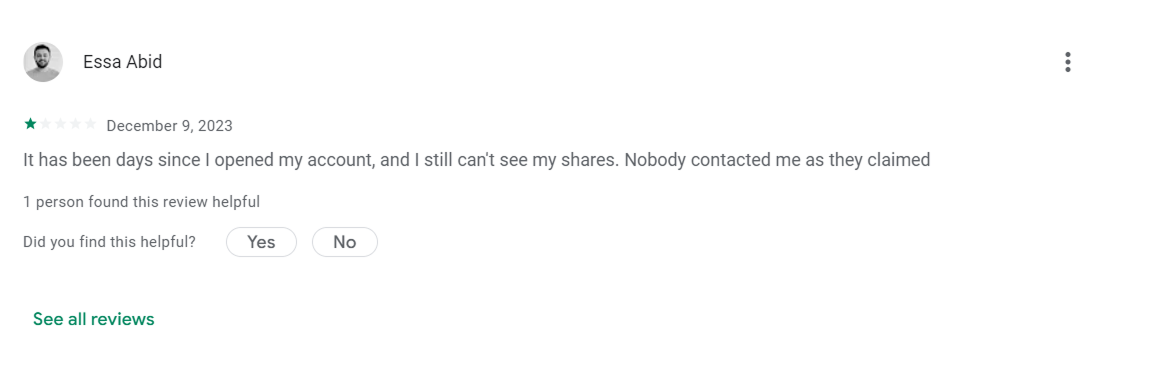 Essa Abid
December 9, 2023
It has been days since I opened my account, and I still can't see my shares. Nobody contacted me as they claimed
1 person found this review helpful
Did you find this helpful? Yes No
See all reviews